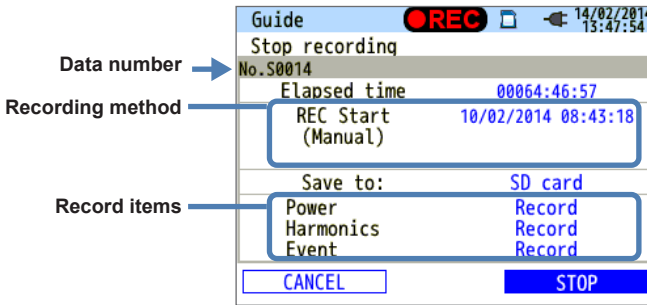 Guide REC 14/02/2014
13:47:54
Stop recording
Data number
No.S0014
Elapsed time 00064:46:57
Recording method
REC Start 10/02/2014 08:43:18
(Manual)
Save to: SD card
Record items
Power Record
Harmonics Record
Event Record
CANCEL STOP